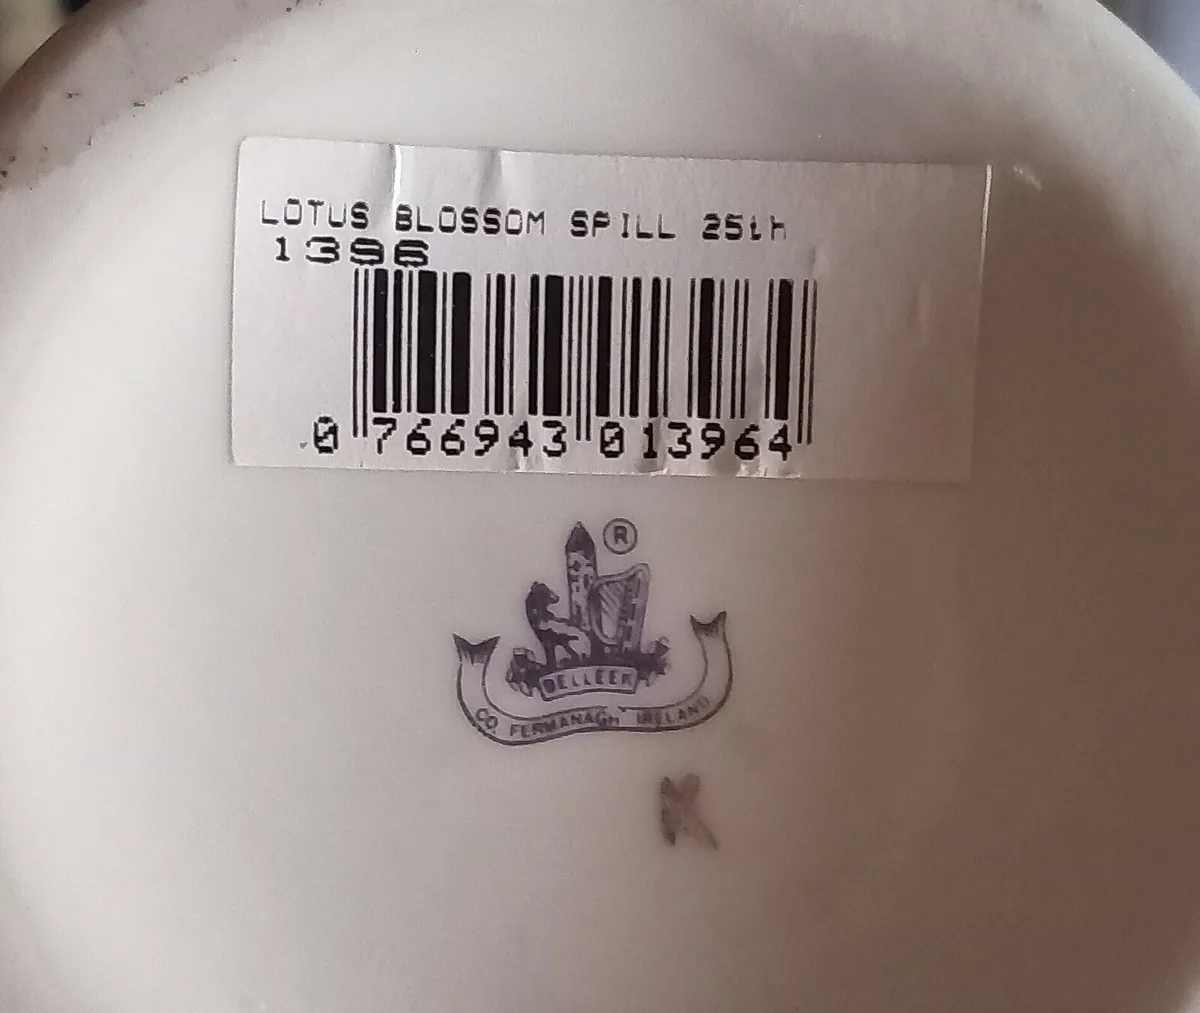 LOTUS BLOSSOM SPILL 25th
1396
0 766943 013964
®
BELLEEK
CO. FERMANAGH IRELAND
K